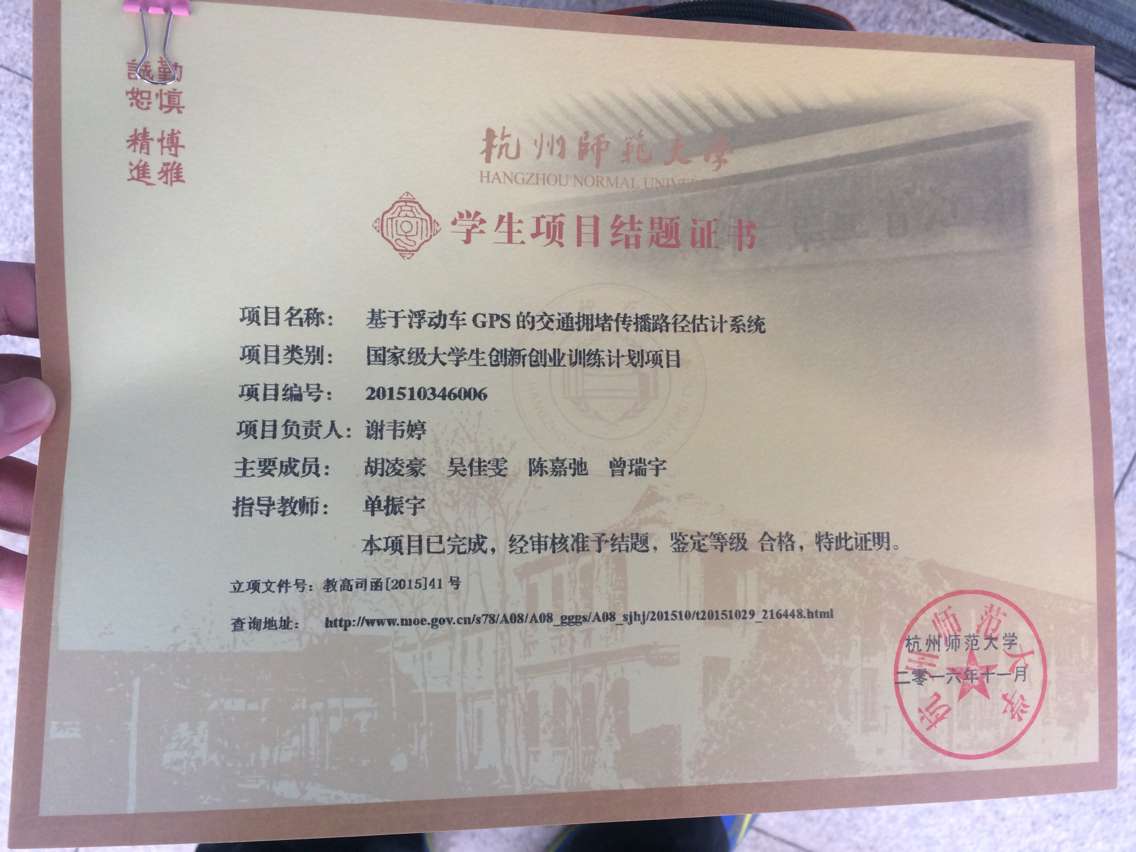 勤慎
誠恕
博雅
精進
杭州師範大学
HANGZHOU NORMAL
学生项目结题证书
项目名称： 基于浮动车 GPS 的交通拥堵传播路径估计系统
项目类别： 国家级大学生创新创业训练计划项目
项目编号： 201510346006
项目负责人： 谢韦婷
主要成员： 胡凌豪 吴佳雯 陈嘉弛 曾瑞宇
指导教师： 单振宇
本项目已完成，经审核准予结题，鉴定等级 合格，特此证明。
立项文件号：教高司函[2015]41 号
查询地址： http://www.moe.gov.cn/s78/A08/A08_gggs/A08_sjhj/201510/t20151029_216448.html
杭州师范大学
二零一六年十一月
杭州师范大学